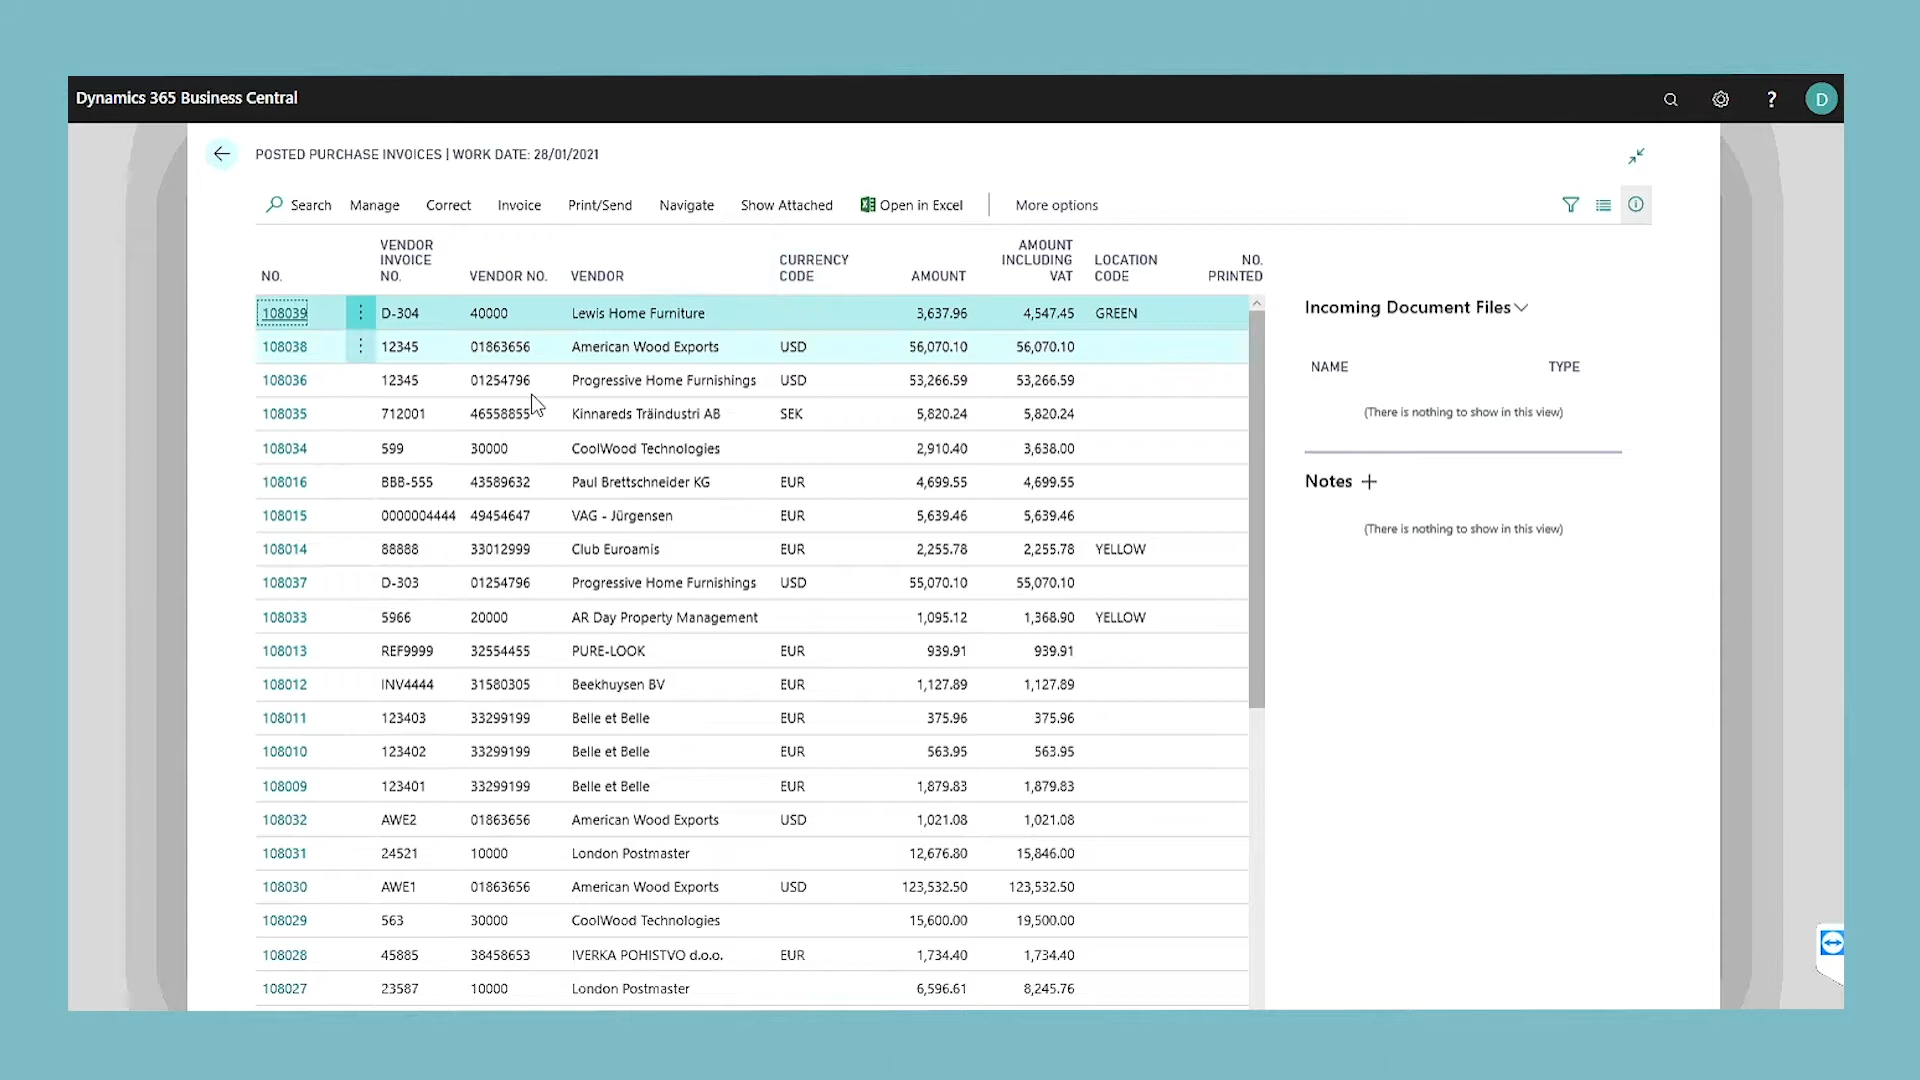 Dynamics 365 Business Central
?
D
POSTED PURCHASE INVOICES | WORK DATE: 28/01/2021
Search Manage Correct Invoice Print/Send Navigate Show Attached Open in Excel More options
NO. VENDOR INVOICE NO. VENDOR NO. VENDOR CURRENCY CODE AMOUNT AMOUNT INCLUDING VAT LOCATION CODE NO. PRINTED
108039 D-304 40000 Lewis Home Furniture 3,637.96 4,547.45 GREEN
108038 12345 01863656 American Wood Exports USD 56,070.10 56,070.10
108036 12345 01254796 Progressive Home Furnishings USD 53,266.59 53,266.59
108035 712001 46558855 Kinnareds Träindustri AB SEK 5,820.24 5,820.24
108034 599 30000 CoolWood Technologies 2,910.40 3,638.00
108016 BBB-555 43589632 Paul Brettschneider KG EUR 4,699.55 4,699.55
108015 0000004444 49454647 VAG - Jürgensen EUR 5,639.46 5,639.46
108014 88888 33012999 Club Euroamis EUR 2,255.78 2,255.78 YELLOW
108037 D-303 01254796 Progressive Home Furnishings USD 55,070.10 55,070.10
108033 5966 20000 AR Day Property Management 1,095.12 1,368.90 YELLOW
108013 REF9999 32554455 PURE-LOOK EUR 939.91 939.91
108012 INV4444 31580305 Beekhuysen BV EUR 1,127.89 1,127.89
108011 123403 33299199 Belle et Belle EUR 375.96 375.96
108010 123402 33299199 Belle et Belle EUR 563.95 563.95
108009 123401 33299199 Belle et Belle EUR 1,879.83 1,879.83
108032 AWE2 01863656 American Wood Exports USD 1,021.08 1,021.08
108031 24521 10000 London Postmaster 12,676.80 15,846.00
108030 AWE1 01863656 American Wood Exports USD 123,532.50 123,532.50
108029 563 30000 CoolWood Technologies 15,600.00 19,500.00
108028 45885 38458653 IVERKA POHISTVO d.o.o. EUR 1,734.40 1,734.40
108027 23587 10000 London Postmaster 6,596.61 8,245.76
Incoming Document Files
NAME TYPE
(There is nothing to show in this view)
Notes +
(There is nothing to show in this view)